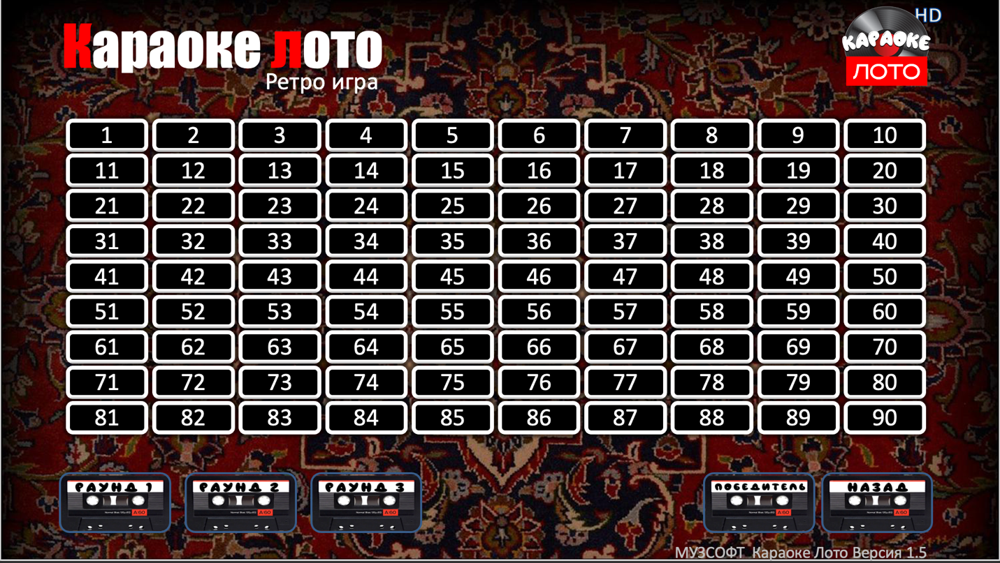 HD
Караоке лото
Ретро игра
КАРАОКЕ
ЛОТО
1 2 3 4 5 6 7 8 9 10
11 12 13 14 15 16 17 18 19 20
21 22 23 24 25 26 27 28 29 30
31 32 33 34 35 36 37 38 39 40
41 42 43 44 45 46 47 48 49 50
51 52 53 54 55 56 57 58 59 60
61 62 63 64 65 66 67 68 69 70
71 72 73 74 75 76 77 78 79 80
81 82 83 84 85 86 87 88 89 90
РАУНД 1 РАУНД 2 РАУНД 3 ПОБЕДИТЕЛЬ НАЗАД
A/60 A/60 A/60 A/60 A/60
МУЗСОФТ Караоке Лото Версия 1.5